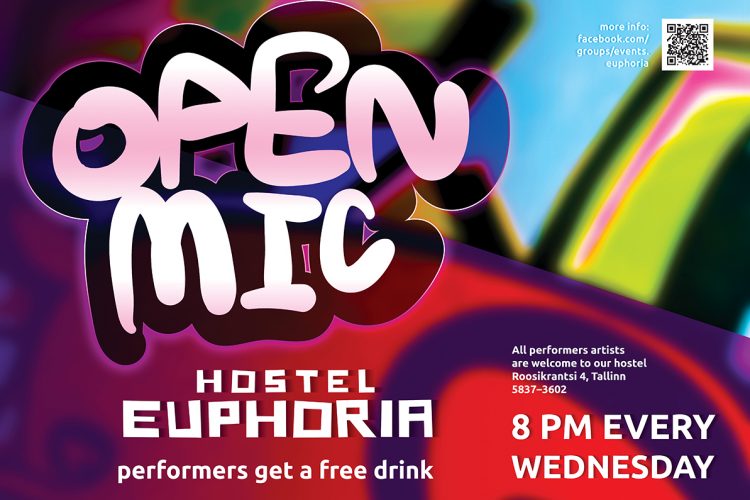 OPEN
MIC
more info:
facebook.com/
groups/events.
euphoria
HOSTEL
EUPHORIA
performers get a free drink
All performers artists
are welcome to our hostel
Roosikrantsi 4, Tallinn
5837–3602
8 PM EVERY
WEDNESDAY